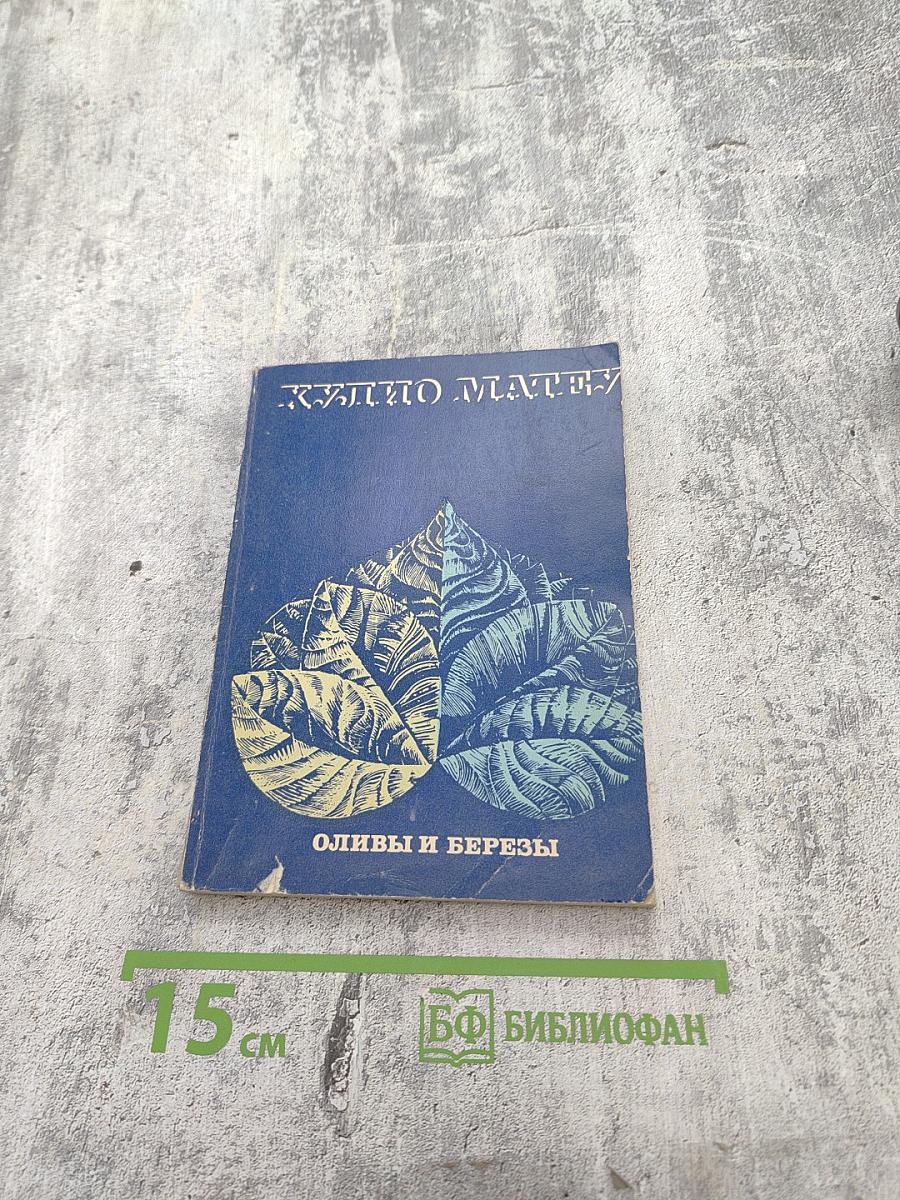 ХУЛИО МАТЕУ
ОЛИВЫ И БЕРЕЗЫ
15 см
БФ БИБЛИОФАН